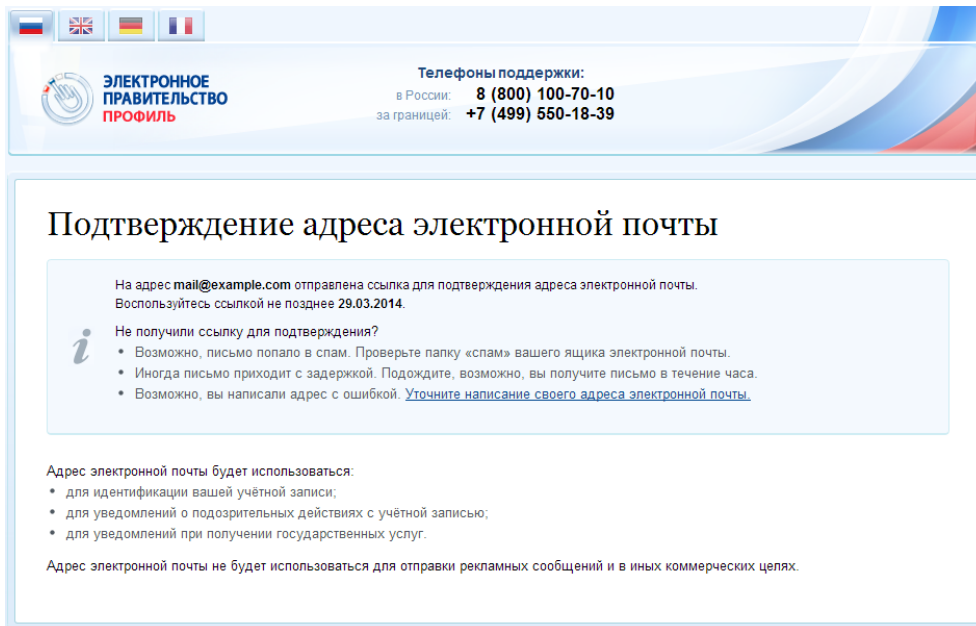 ЭЛЕКТРОННОЕ
ПРАВИТЕЛЬСТВО
ПРОФИЛЬ
Телефоны поддержки:
в России: 8 (800) 100-70-10
за границей: +7 (499) 550-18-39
Подтверждение адреса электронной почты
На адрес mail@example.com отправлена ссылка для подтверждения адреса электронной почты.
Воспользуйтесь ссылкой не позднее 29.03.2014.
Не получили ссылку для подтверждения?
• Возможно, письмо попало в спам. Проверьте папку «спам» вашего ящика электронной почты.
• Иногда письмо приходит с задержкой. Подождите, возможно, вы получите письмо в течение часа.
• Возможно, вы написали адрес с ошибкой. Уточните написание своего адреса электронной почты.
Адрес электронной почты будет использоваться:
• для идентификации вашей учётной записи;
• для уведомлений о подозрительных действиях с учётной записью;
• для уведомлений при получении государственных услуг.
Адрес электронной почты не будет использоваться для отправки рекламных сообщений и в иных коммерческих целях.